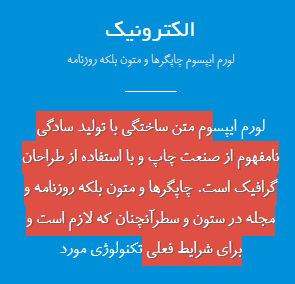 الکترونیک
لورم ایپسوم چاپگرها و متون بلکه روزنامه
لورم ایپسوم متن ساختگی با تولید سادگی
نامفهوم از صنعت چاپ و با استفاده از طراحان
گرافیک است. چاپگرها و متون بلکه روزنامه و
مجله در ستون و سطرآنچنان که لازم است و
برای شرایط فعلی تکنولوژی مورد